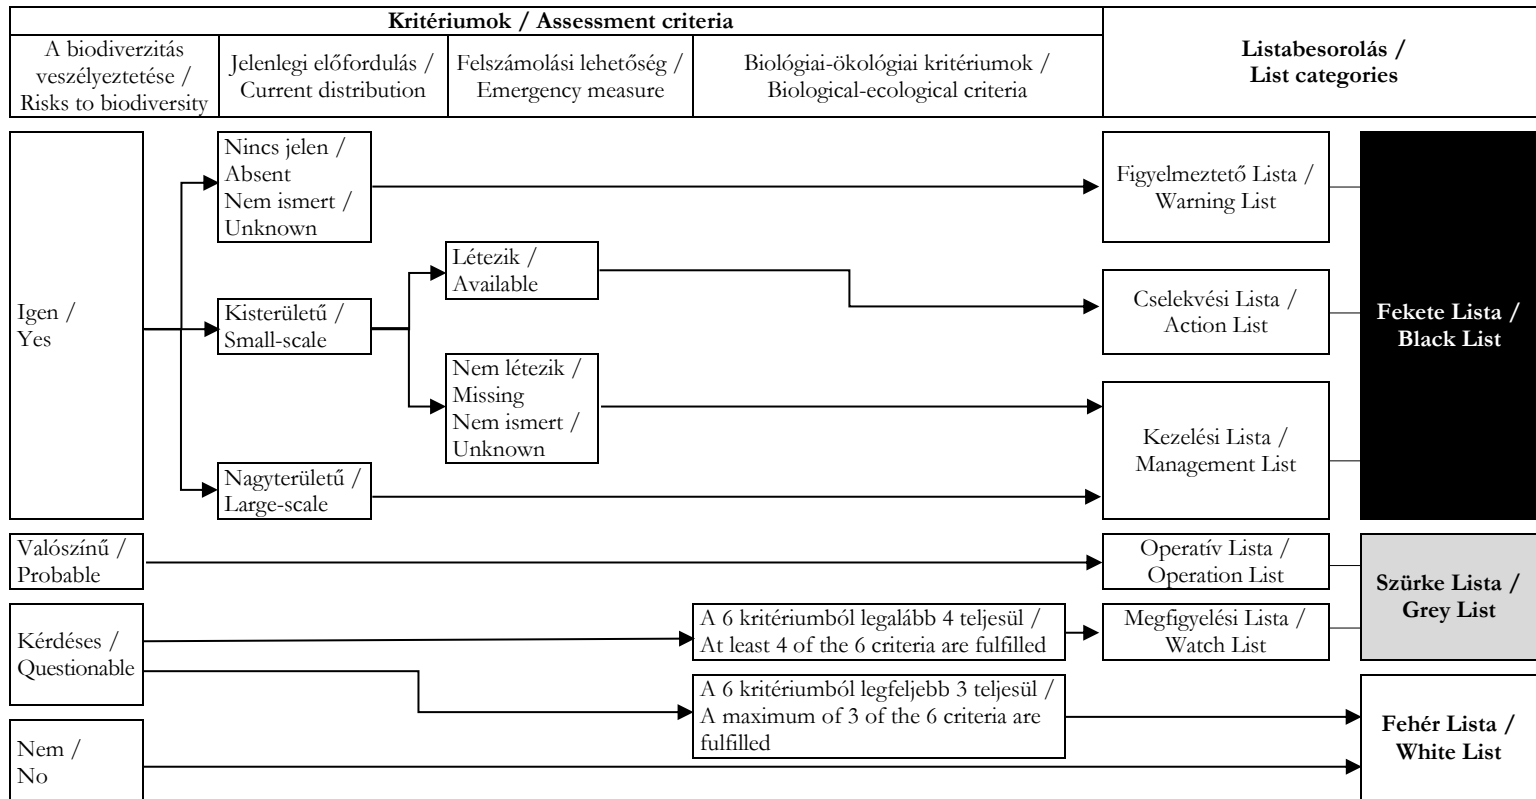 Kritériumok / Assessment criteria
A biodiverzitás
veszélyeztetése /
Risks to biodiversity
Jelenlegi előfordulás /
Current distribution
Felszámolási lehetőség /
Emergency measure
Biológiai-ökológiai kritériumok /
Biological-ecological criteria
Listabesorolás /
List categories
Igen /
Yes
Nincs jelen /
Absent
Nem ismert /
Unknown
Figyelmeztető Lista /
Warning List
Kisterületű /
Small-scale
Létezik /
Available
Cselekvési Lista /
Action List
Nem létezik /
Missing
Nem ismert /
Unknown
Kezelési Lista /
Management List
Nagyterületű /
Large-scale
Fekete Lista /
Black List
Valószínű /
Probable
Operatív Lista /
Operation List
Kérdéses /
Questionable
A 6 kritériumból legalább 4 teljesül /
At least 4 of the 6 criteria are fulfilled
Megfigyelési Lista /
Watch List
Szürke Lista /
Grey List
A 6 kritériumból legfeljebb 3 teljesül /
A maximum of 3 of the 6 criteria are
fulfilled
Nem /
No
Fehér Lista /
White List